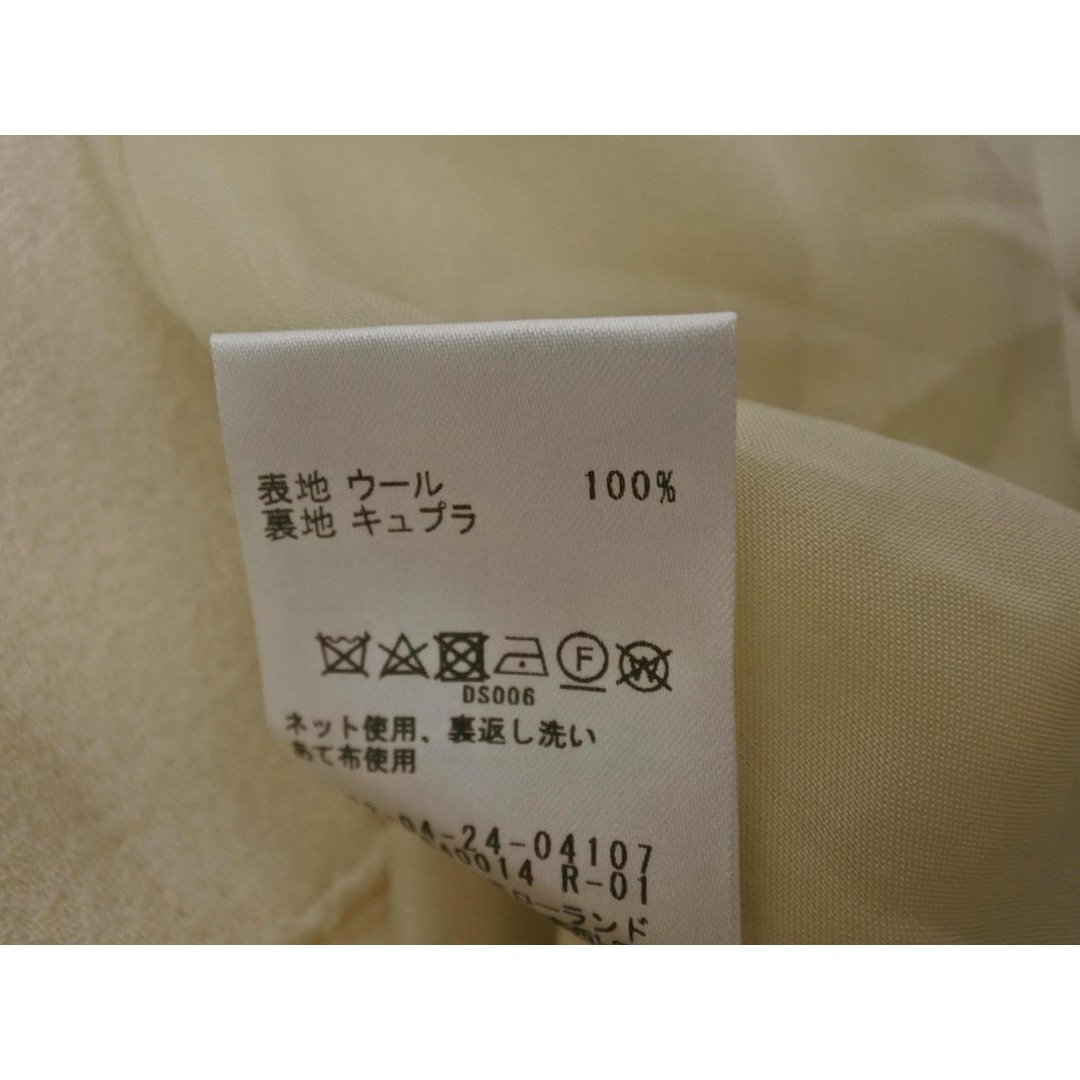 表地 ウール 100%
裏地 キュプラ
F W
DS006
ネット使用、裏返し洗い
あて布使用
04-24-04107
0014 R-01
ローランド